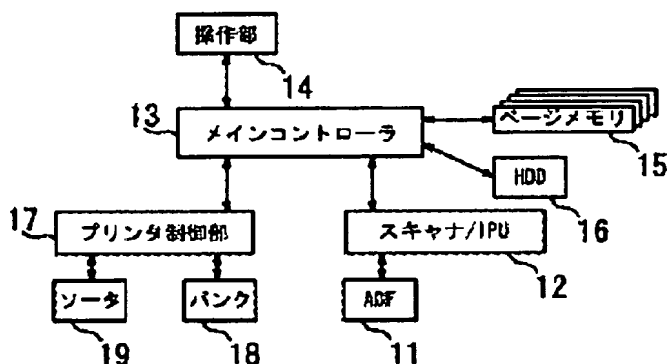 操作部
14
13
メインコントローラ
ページメモリ
15
HDD
16
17
プリンタ制御部
スキャナ/IPU
12
ソータ
バンク
ADF
19
18
11